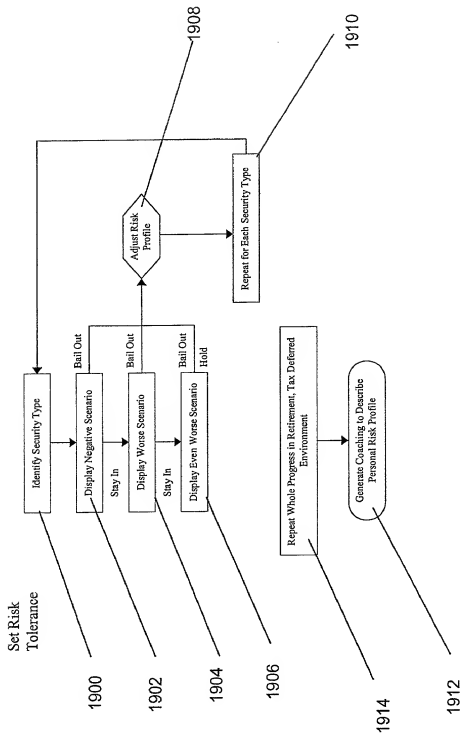 Set Risk
Tolerance
1900
Identify Security Type
1902
Display Negative Scenario
Bail Out
Stay In
1904
Display Worse Scenario
Bail Out
Stay In
1906
Display Even Worse Scenario
Bail Out
Hold
Adjust Risk
Profile
1908
Repeat for Each Security Type
1910
Repeat Whole Progress in Retirement, Tax Deferred
Environment
1914
Generate Coaching to Describe
Personal Risk Profile
1912